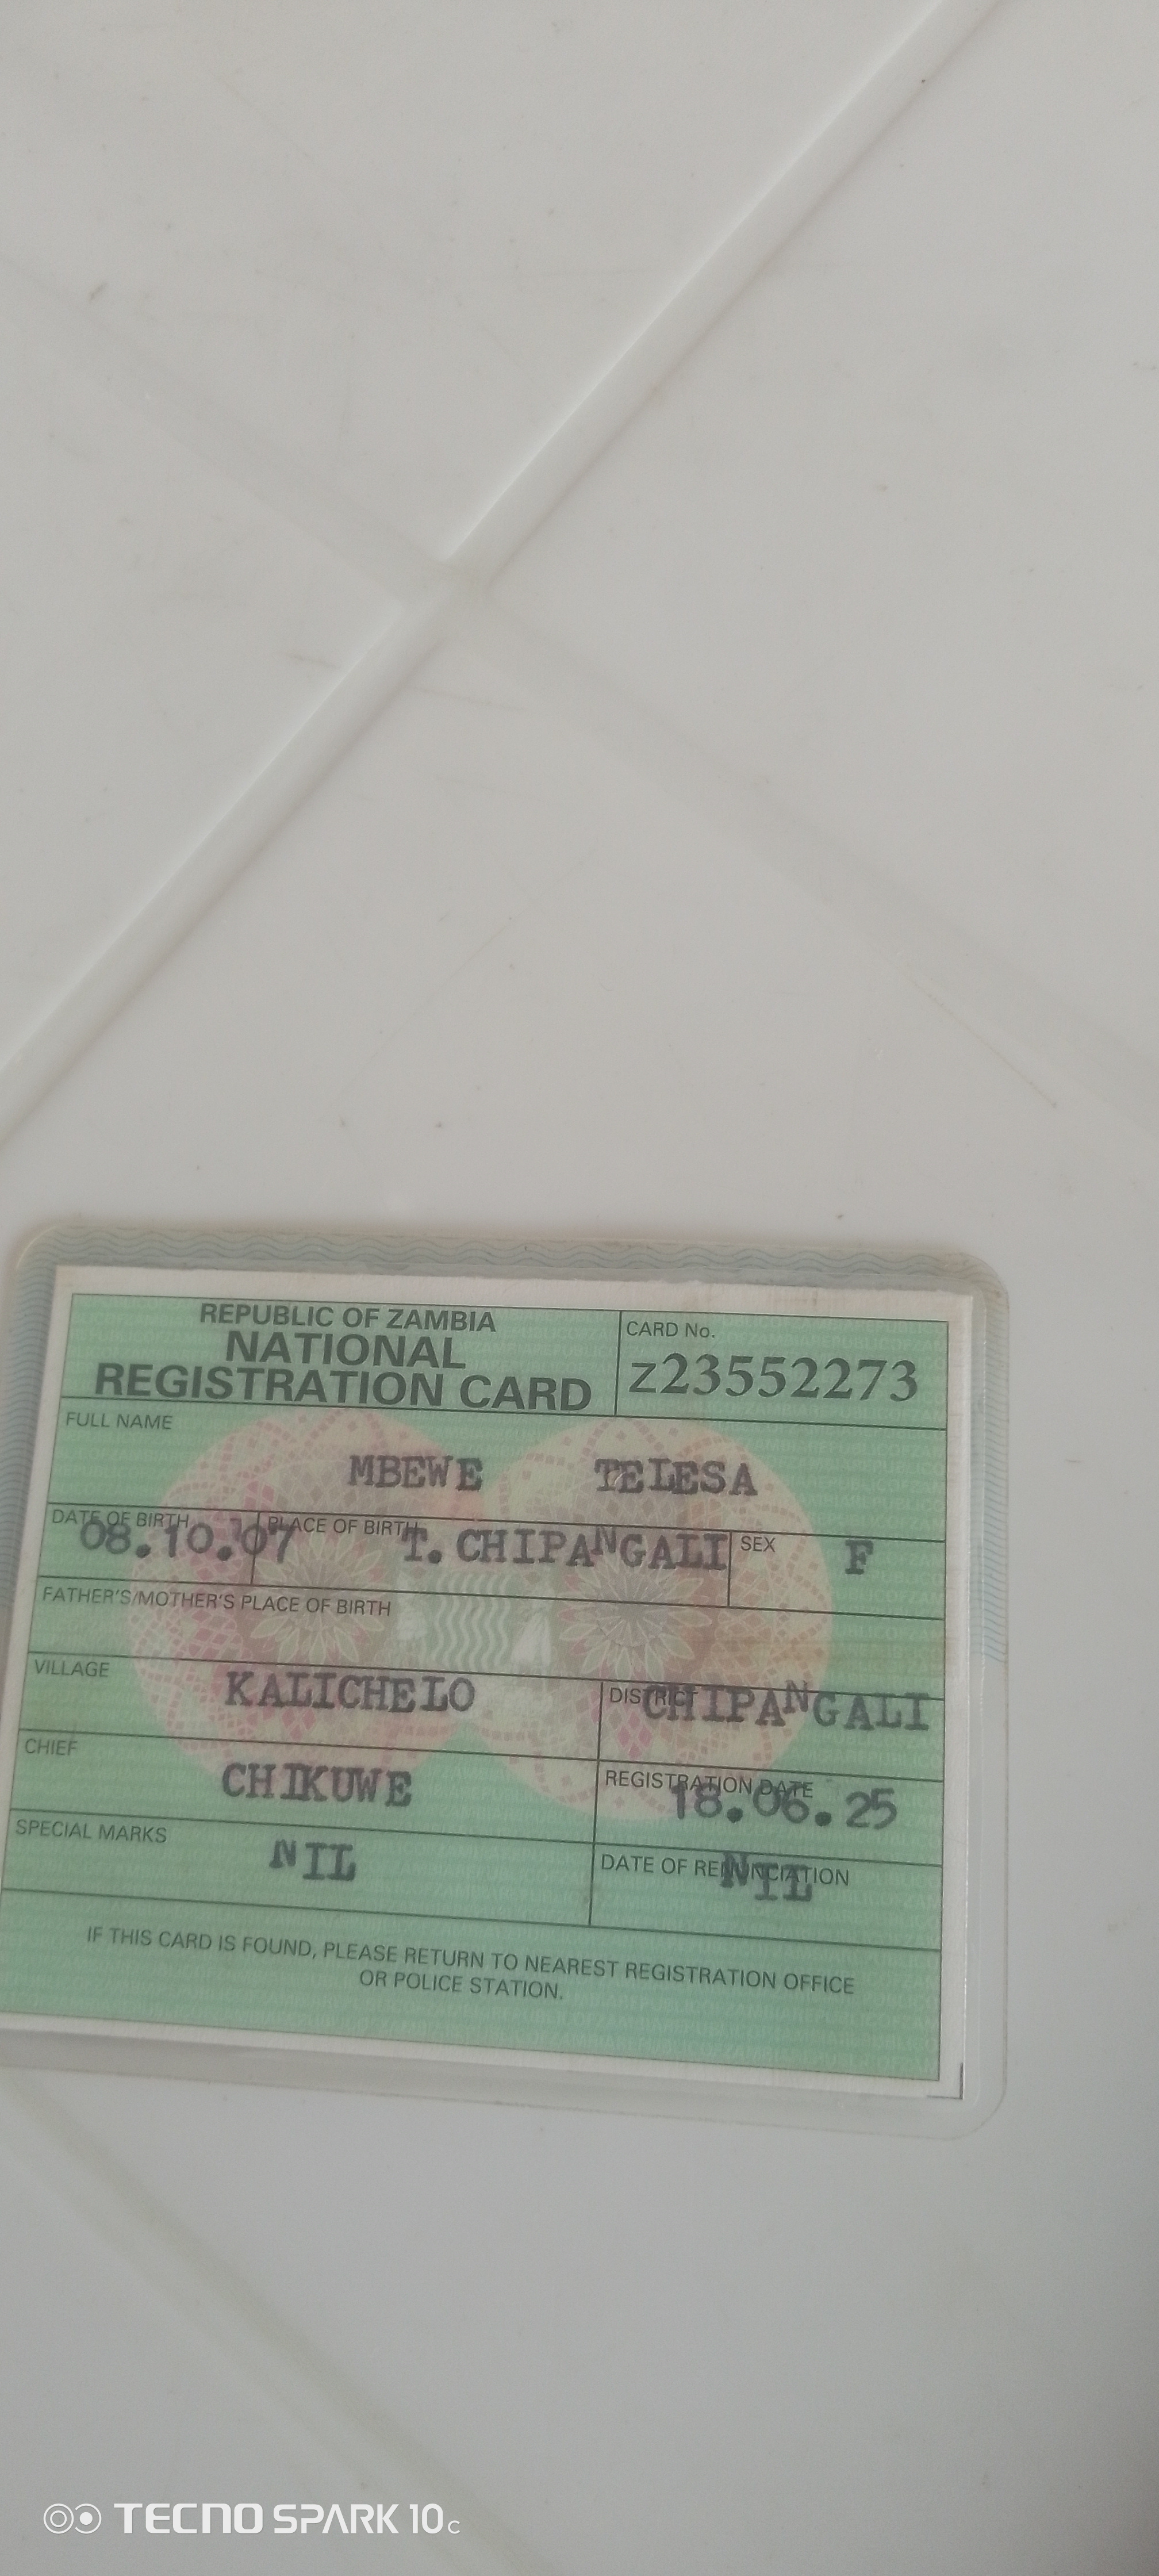 REPUBLIC OF ZAMBIA
NATIONAL
REGISTRATION CARD
CARD No.
Z23552273
FULL NAME
MBEWE TELESA
DATE OF BIRTH
08.10.07
PLACE OF BIRTH
T. CHIPANGALI
SEX
F
FATHER'S/MOTHER'S PLACE OF BIRTH
VILLAGE
KALICHELO
DISTRICT
CHIPANGALI
CHIEF
CHIKUWE
REGISTRATION DATE
18.06.25
SPECIAL MARKS
NIL
DATE OF RENUNCIATION
NIL
IF THIS CARD IS FOUND, PLEASE RETURN TO NEAREST REGISTRATION OFFICE
OR POLICE STATION.
TECNO SPARK 10C